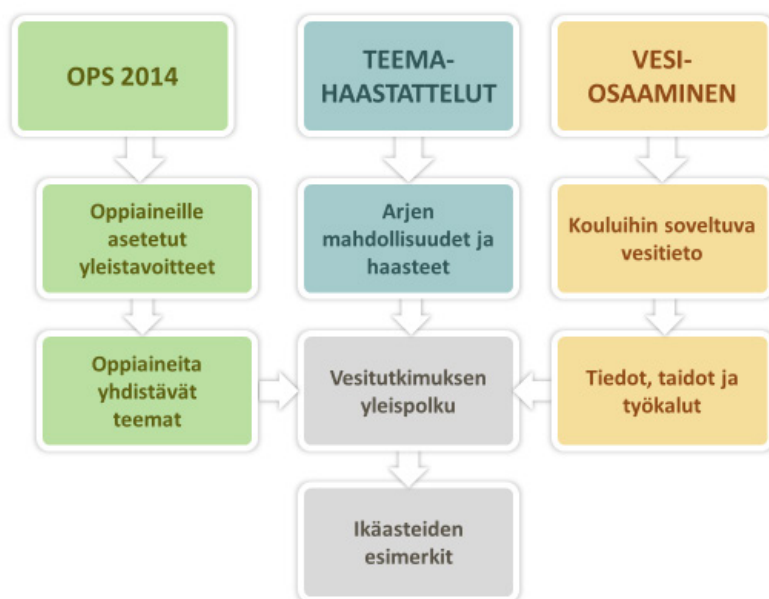 OPS 2014
TEEMA-
HAASTATTELUT
VESI-
OSAAMINEN
Oppiaineille
asetetut
yleistavoitteet
Arjen
mahdollisuudet ja
haasteet
Kouluihin soveltuva
vesitieto
Oppiaineita
yhdistävät
teemat
Vesitutkimuksen
yleispolku
Tiedot, taidot ja
työkalut
Ikäasteiden
esimerkit